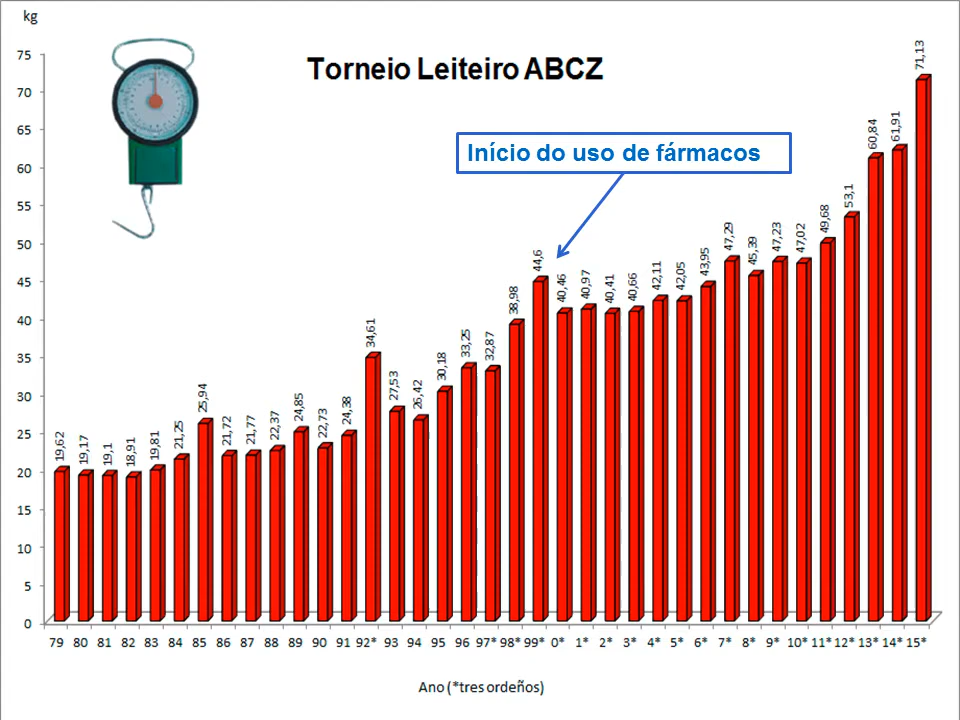 kg
Torneio Leiteiro ABCZ
Início do uso de fármacos
75
70
65
60
55
50
45
40
35
30
25
20
15
10
5
0
19,62 19,17 19,1 18,91 19,81 21,25 25,94 21,72 21,77 22,37 24,85 22,73 24,38 34,61 27,53 26,42 30,18 33,25 32,87 38,98 44,6 40,46 40,97 40,41 40,66 42,11 42,05 43,95 47,29 45,39 47,23 47,02 49,68 53,1 60,84 61,91 71,13
79 80 81 82 83 84 85 86 87 88 89 90 91 92* 93 94 95 96 97* 98* 99* 0* 1* 2* 3* 4* 5* 6* 7* 8* 9* 10* 11* 12* 13* 14* 15*
Ano (*tres ordeños)